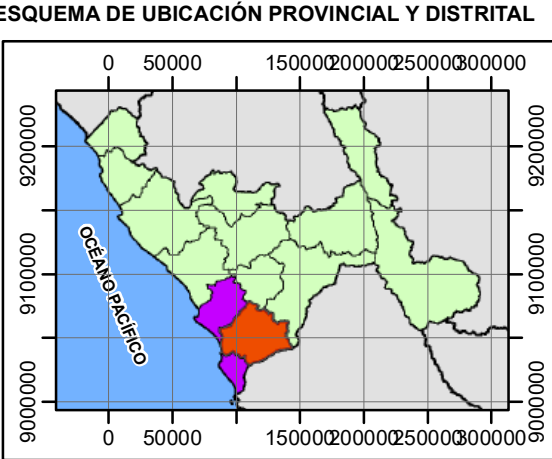 ESQUEMA DE UBICACIÓN PROVINCIAL Y DISTRITAL
0 50000 150000 200000 250000 300000
9200000 9200000
OCÉANO PACÍFICO
9100000 9100000
9000000 9000000
0 50000 150000 200000 250000 300000